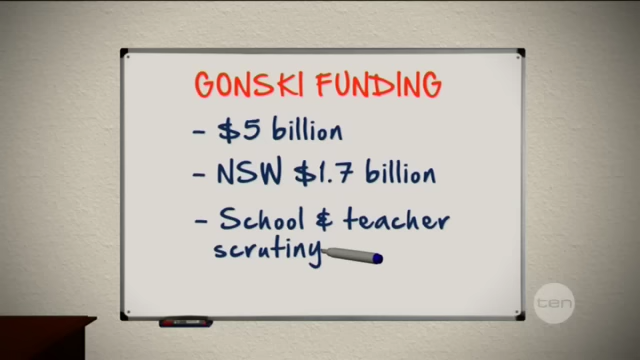 GONSKI FUNDING
- $5 billion
- NSW $1.7 billion
- School & teacher
scrutiny
ten